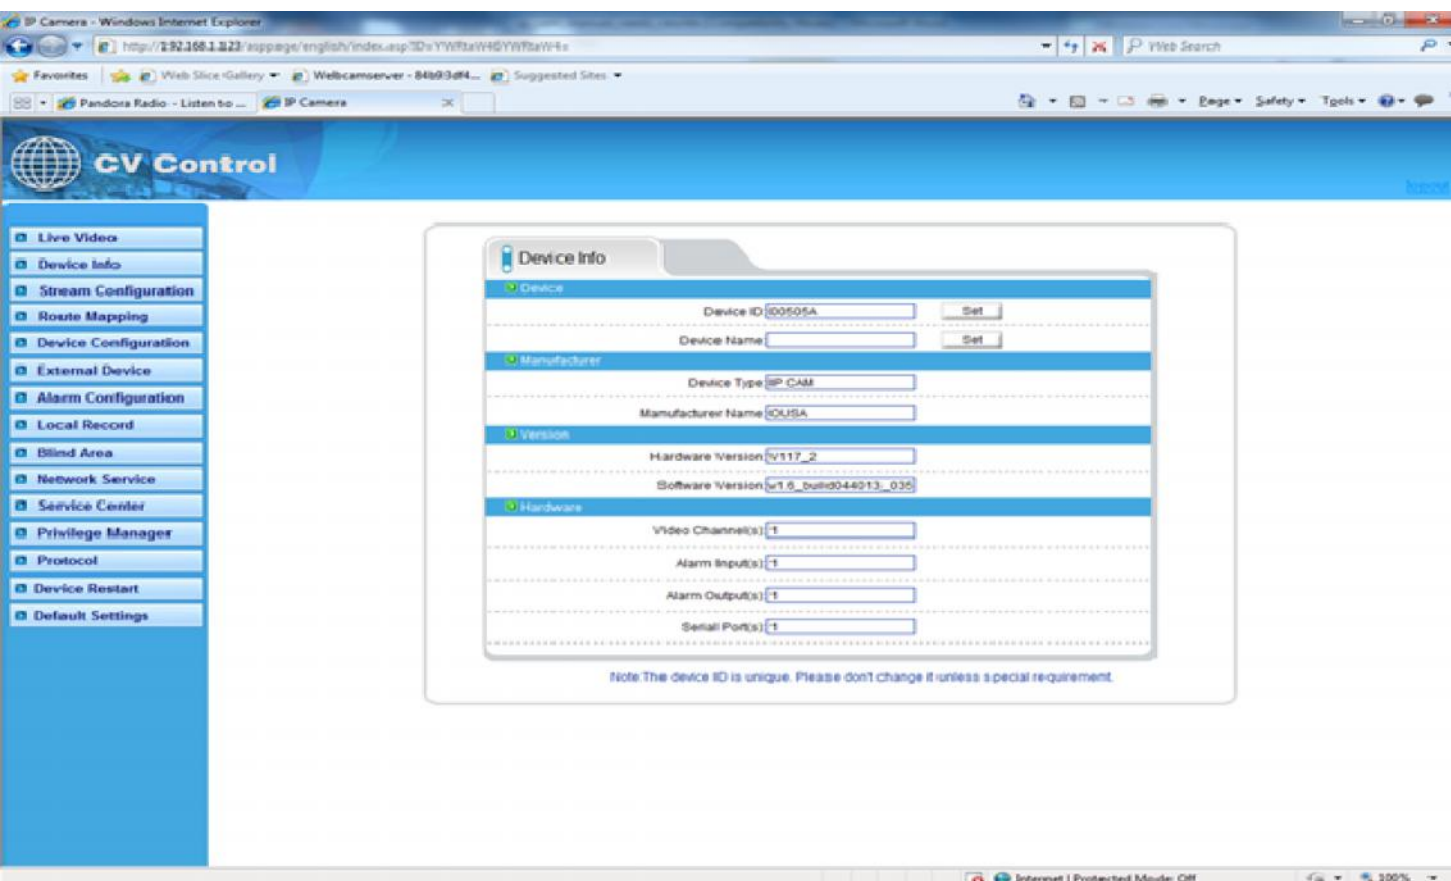 IP Camera - Windows Internet Explorer
Web Search
Favorites Web Slice Gallery Suggested Sites
Pandora Radio - Listen to ... IP Camera Page Safety Tools
CV Control
logout
Live Video
Device Info
Stream Configuration
Route Mapping
Device Configuration
External Device
Alarm Configuration
Local Record
Blind Area
Network Service
Service Center
Privilege Manager
Protocol
Device Restart
Default Settings
Device Info
Device
Device ID: Set
Device Name: Set
Manufacturer
Device Type: IP CAM
Manufacturer Name: IOUSA
Version
Hardware Version: V117_2
Software Version:
Hardware
Video Channel(s): 1
Alarm Input(s): 1
Alarm Output(s): 1
Serial Port(s): 1
Note:The device ID is unique. Please don't change it unless special requirement.
Internet | Protected Mode: Off 100%